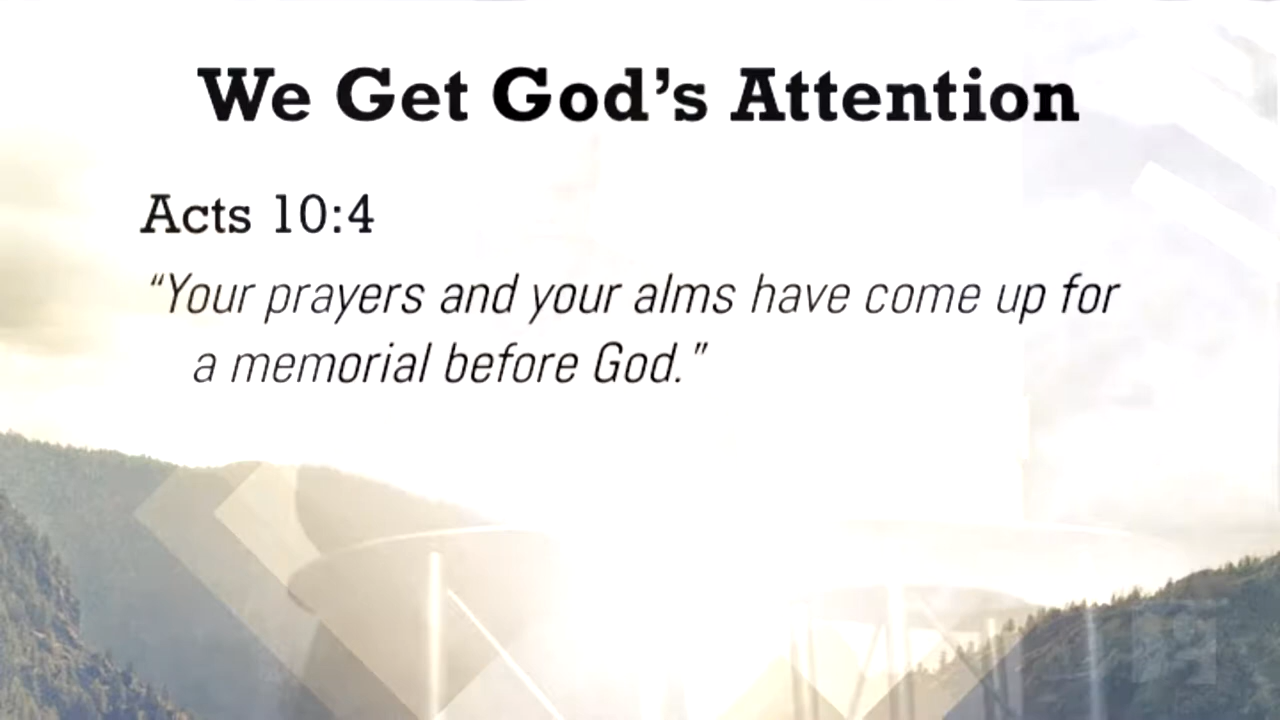 We Get God’s Attention
Acts 10:4
“Your prayers and your alms have come up for
a memorial before God.”